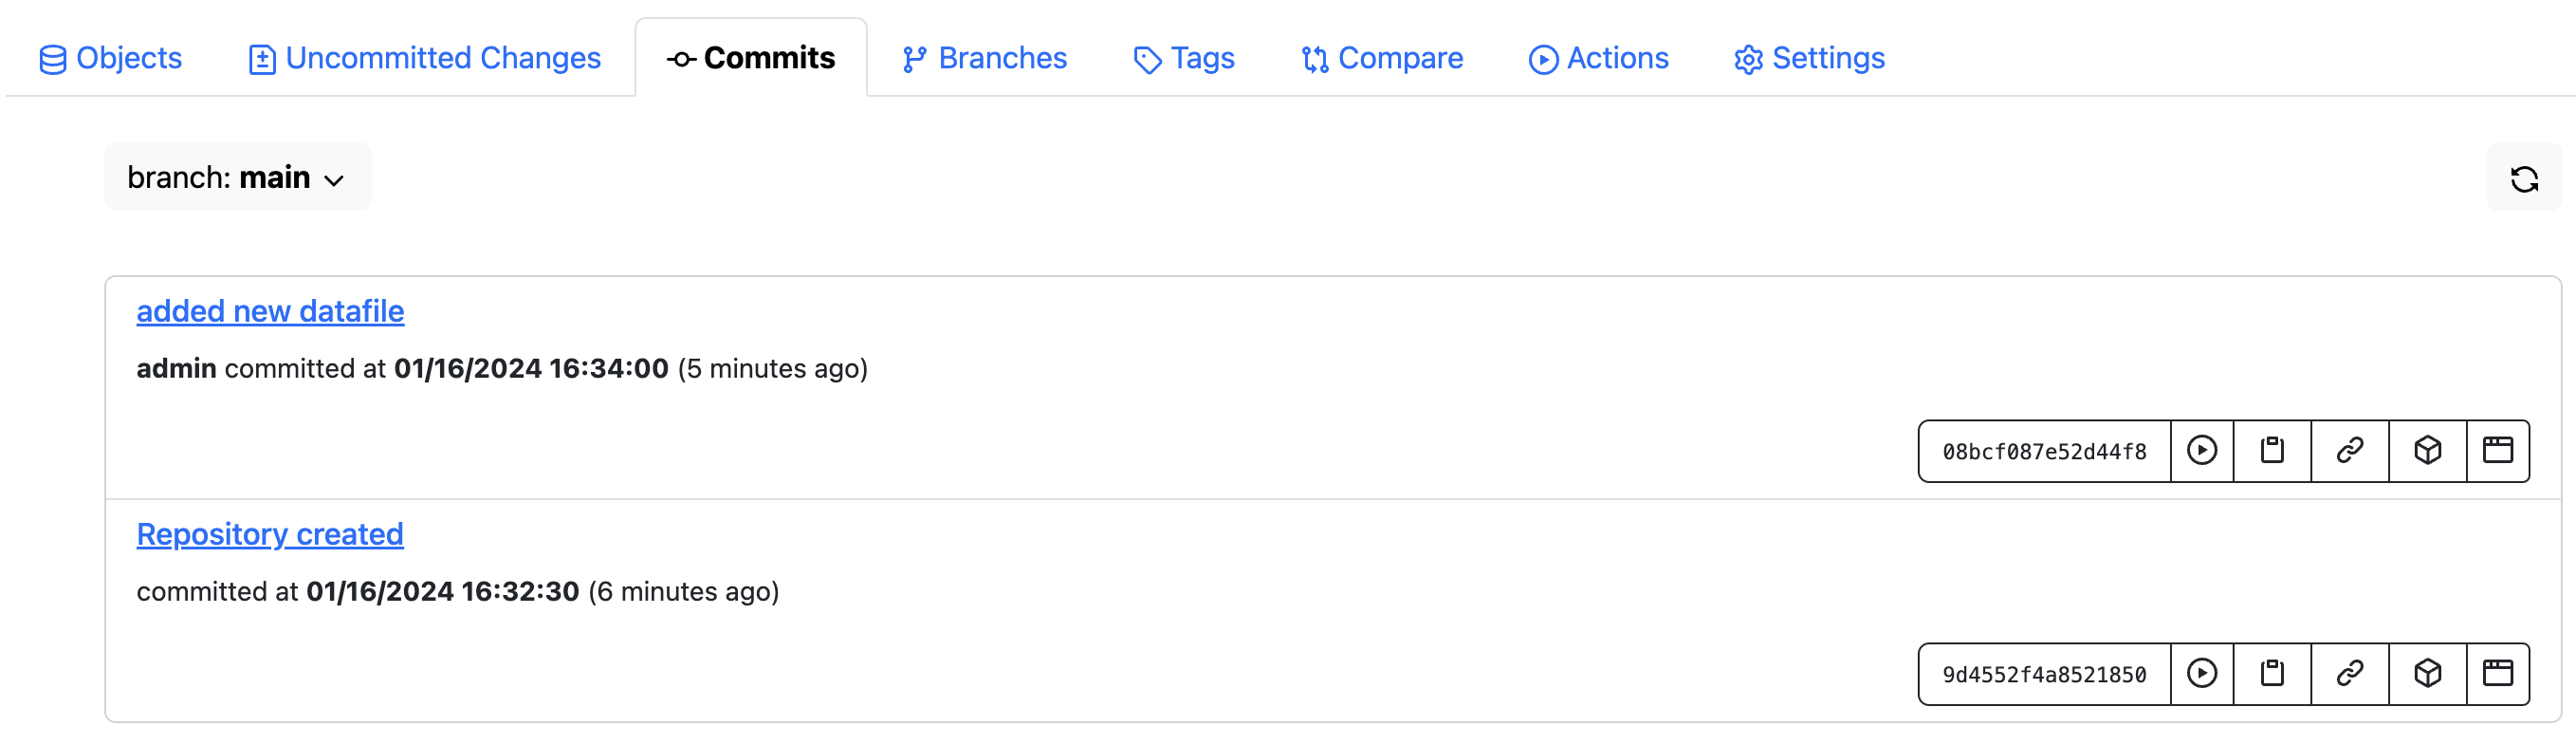 Objects Uncommitted Changes Commits Branches Tags Compare Actions Settings
branch: main
added new datafile
admin committed at 01/16/2024 16:34:00 (5 minutes ago)
08bcf087e52d44f8
Repository created
committed at 01/16/2024 16:32:30 (6 minutes ago)
9d4552f4a8521850